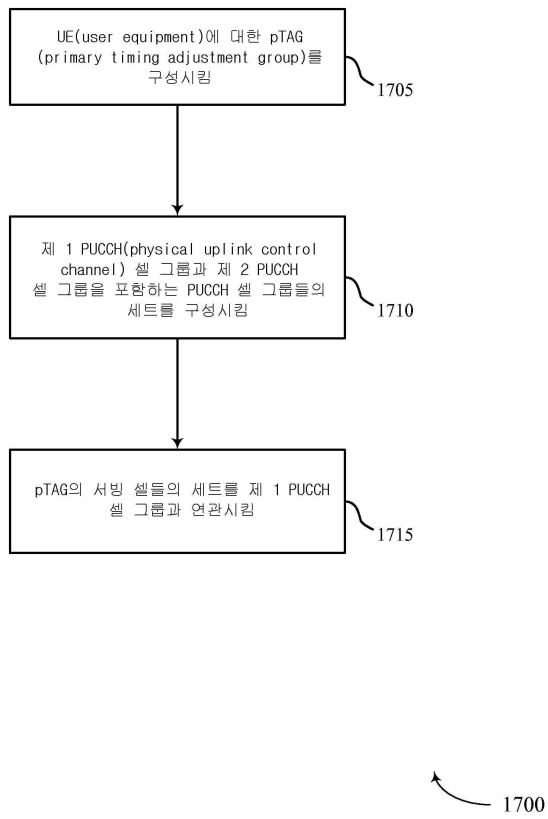 UE(user equipment)에 대한 pTAG
(primary timing adjustment group)를
구성시킴
1705
제 1 PUCCH(physical uplink control
channel) 셀 그룹과 제 2 PUCCH
셀 그룹을 포함하는 PUCCH 셀 그룹들의
세트를 구성시킴
1710
pTAG의 서빙 셀들의 세트를 제 1 PUCCH
셀 그룹과 연관시킴
1715
1700